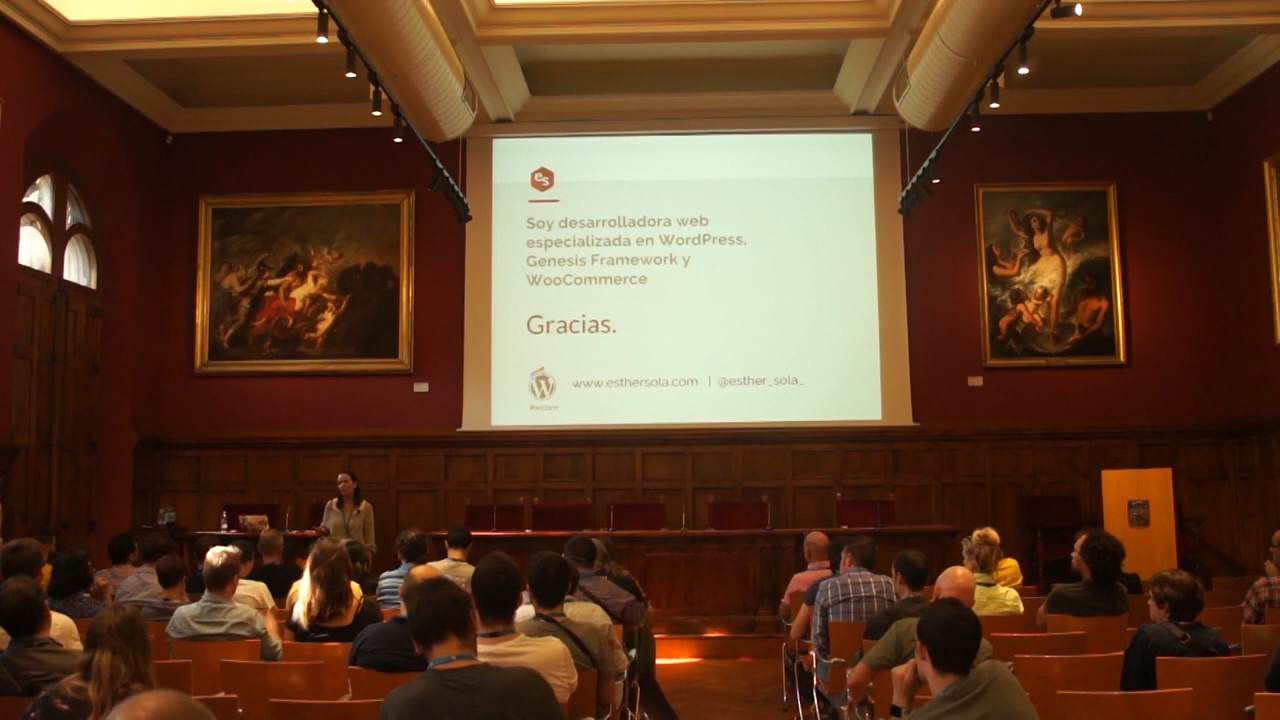 es
Soy desarrolladora web
especializada en WordPress,
Genesis Framework y
WooCommerce
Gracias.
www.esthersola.com | @esther_sola_